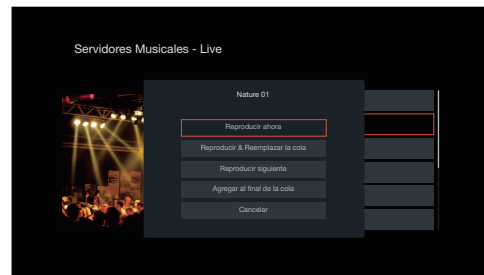 Servidores Musicales - Live
Nature 01
Reproducir ahora
Reproducir & Reemplazar la cola
Reproducir siguiente
Agregar al final de la cola
Cancelar